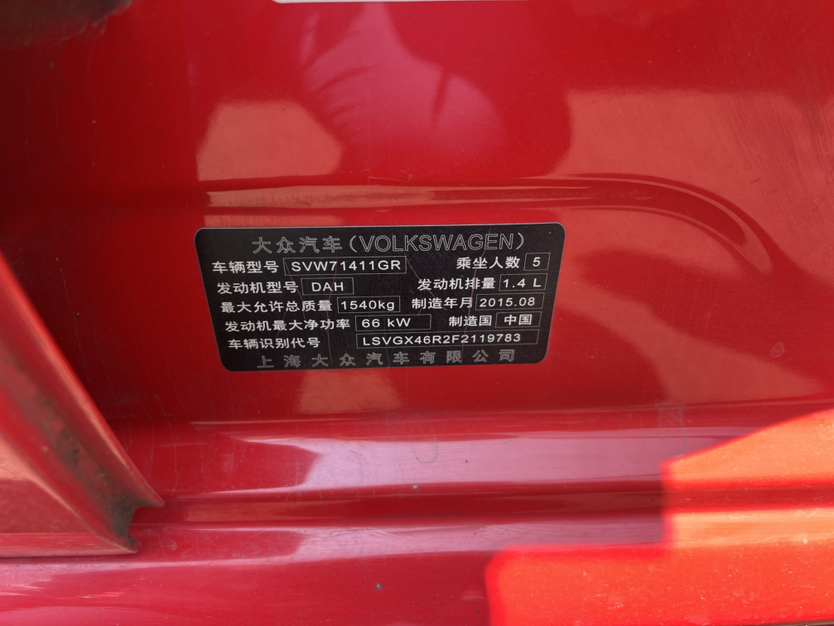 大众汽车(VOLKSWAGEN)
车辆型号 SVW71411GR 乘坐人数 5
发动机型号 DAH 发动机排量 1.4 L
最大允许总质量 1540kg 制造年月 2015.08
发动机最大净功率 66 kW 制造国 中国
车辆识别代号 LSVGX46R2F2119783
上海大众汽车有限公司